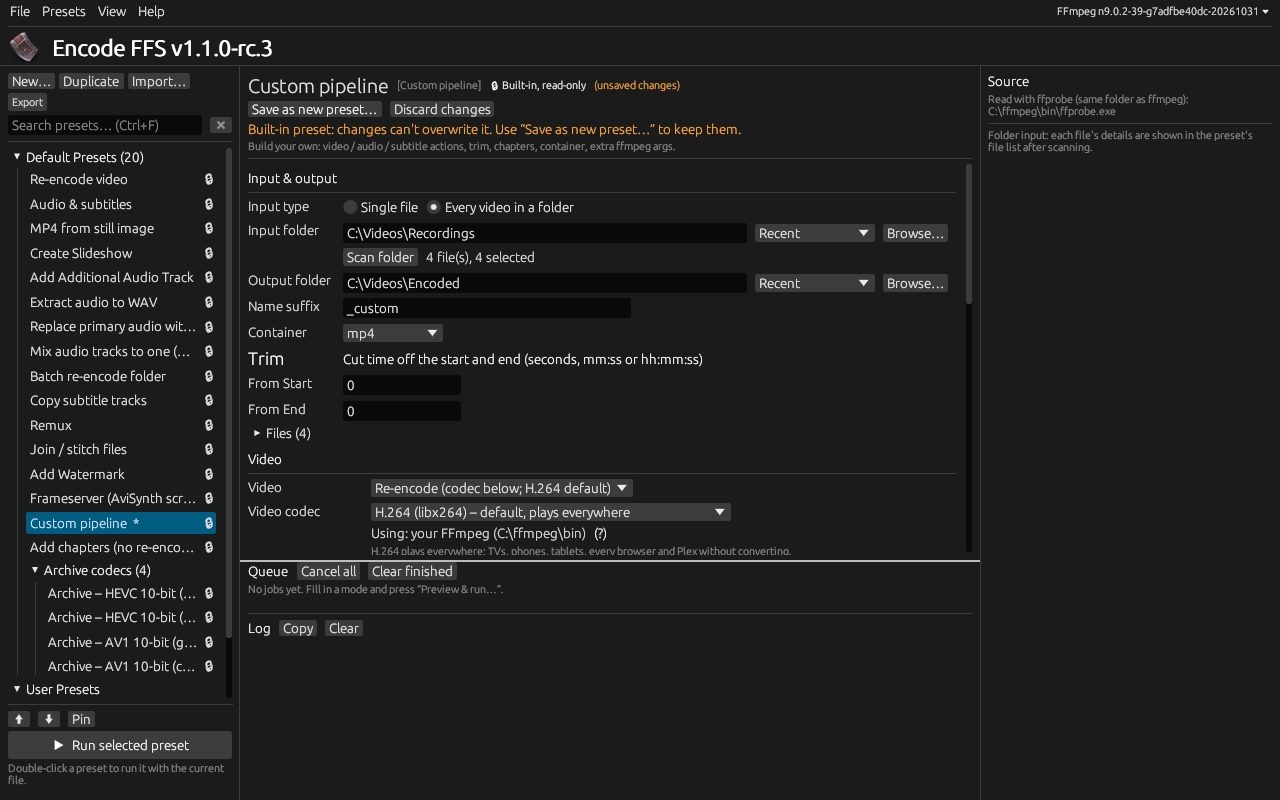 File Presets View Help
FFmpeg n9.0.2-39-g7adfbe40dc-20261031
Encode FFS v1.1.0-rc.3
New... Duplicate Import...
Export
Search presets... (Ctrl+F)
Default Presets (20)
Re-encode video
Audio & subtitles
MP4 from still image
Create Slideshow
Add Additional Audio Track
Extract audio to WAV
Replace primary audio wit...
Mix audio tracks to one (...
Batch re-encode folder
Copy subtitle tracks
Remux
Join / stitch files
Add Watermark
Frameserver (AviSynth scr...
Custom pipeline *
Add chapters (no re-enco...
Archive codecs (4)
Archive – HEVC 10-bit (...
Archive – HEVC 10-bit (...
Archive – AV1 10-bit (g...
Archive – AV1 10-bit (c...
User Presets
Pin
Run selected preset
Double-click a preset to run it with the current
file.
Custom pipeline [Custom pipeline] Built-in, read-only (unsaved changes)
Save as new preset... Discard changes
Built-in preset: changes can't overwrite it. Use "Save as new preset..." to keep them.
Build your own: video / audio / subtitle actions, trim, chapters, container, extra ffmpeg args.
Input & output
Input type Single file Every video in a folder
Input folder C:\Videos\Recordings Recent Browse...
Scan folder 4 file(s), 4 selected
Output folder C:\Videos\Encoded Recent Browse...
Name suffix _custom
Container mp4
Trim Cut time off the start and end (seconds, mm:ss or hh:mm:ss)
From Start 0
From End 0
Files (4)
Video
Video Re-encode (codec below; H.264 default)
Video codec H.264 (libx264) – default, plays everywhere
Using: your FFmpeg (C:\ffmpeg\bin) (?)
H.264 plays everywhere: TVs, phones, tablets, every browser and Plex without converting.
Queue Cancel all Clear finished
No jobs yet. Fill in a mode and press "Preview & run...".
Log Copy Clear
Source
Read with ffprobe (same folder as ffmpeg):
C:\ffmpeg\bin\ffprobe.exe
Folder input: each file's details are shown in the preset's
file list after scanning.